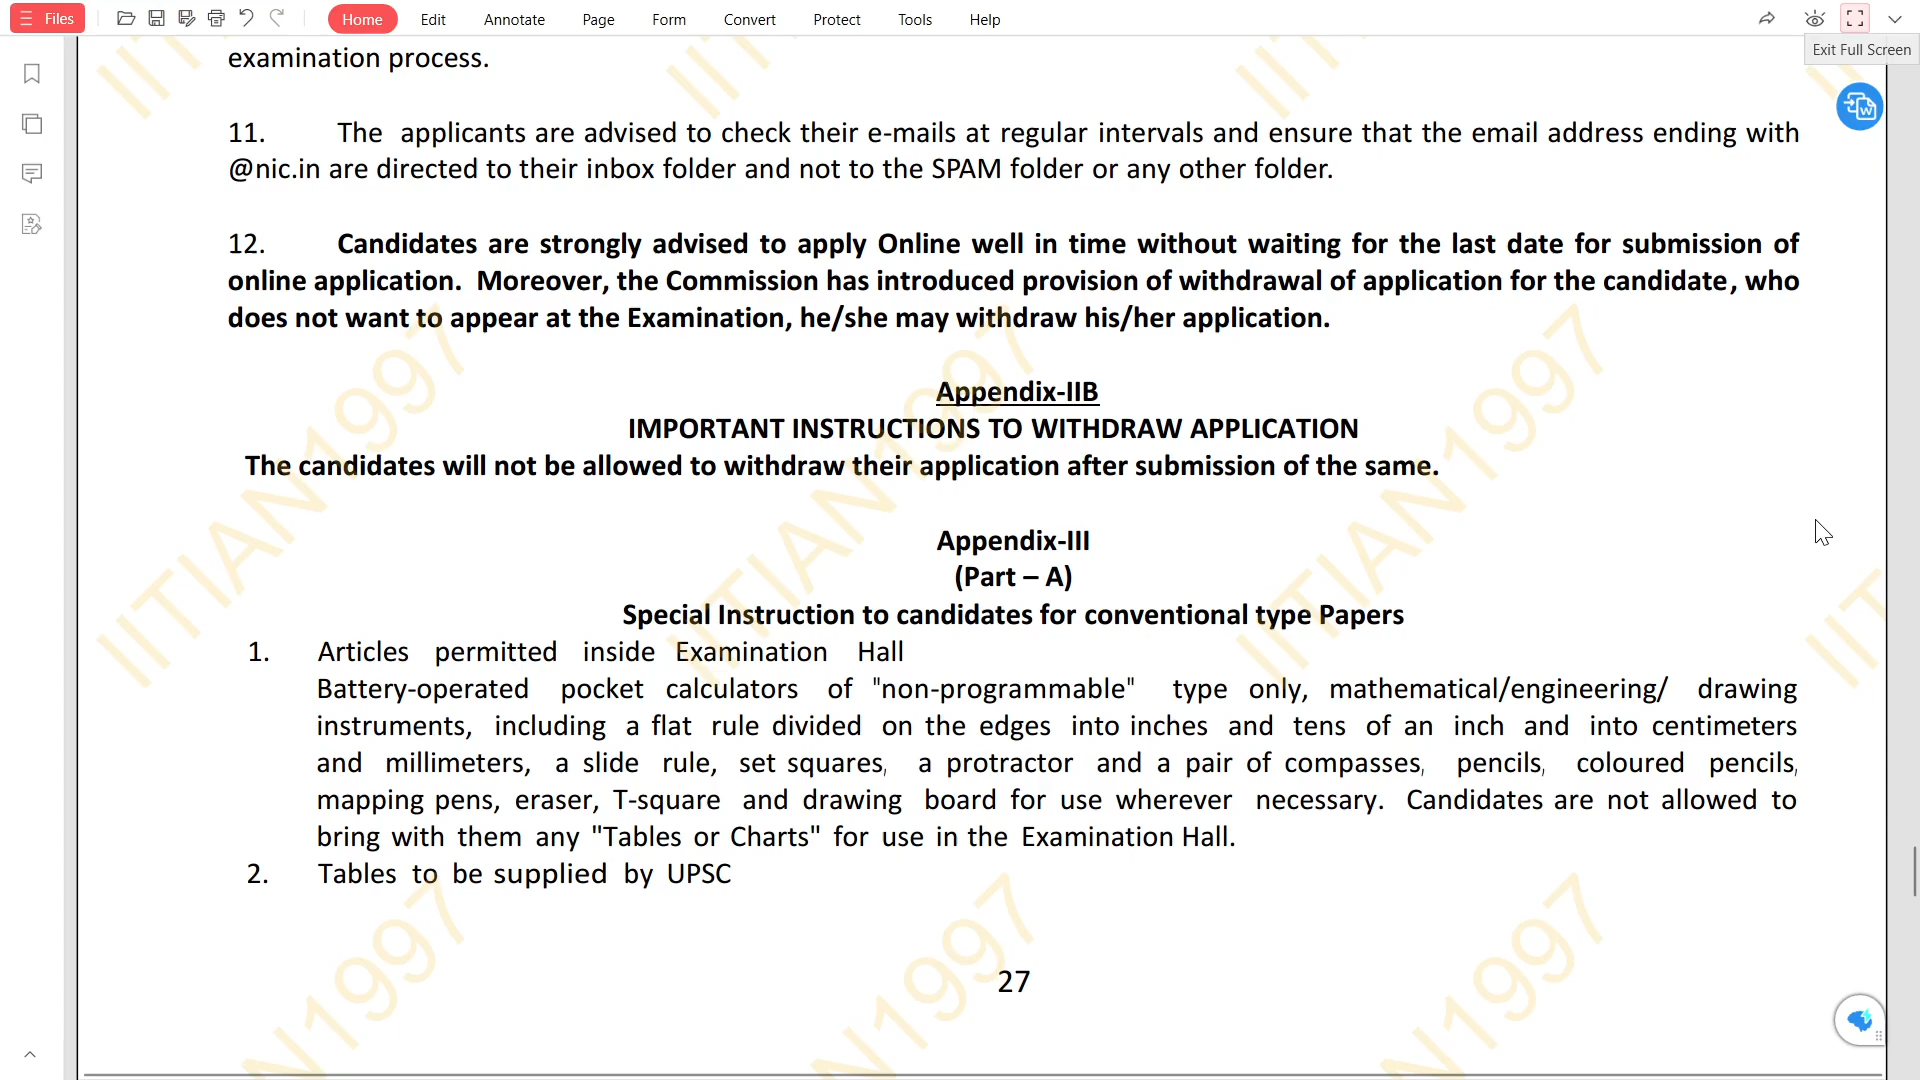 Files Home Edit Annotate Page Form Convert Protect Tools Help
Exit Full Screen
examination process.
11. The applicants are advised to check their e-mails at regular intervals and ensure that the email address ending with
@nic.in are directed to their inbox folder and not to the SPAM folder or any other folder.
12. Candidates are strongly advised to apply Online well in time without waiting for the last date for submission of
online application. Moreover, the Commission has introduced provision of withdrawal of application for the candidate, who
does not want to appear at the Examination, he/she may withdraw his/her application.
Appendix-IIB
IMPORTANT INSTRUCTIONS TO WITHDRAW APPLICATION
The candidates will not be allowed to withdraw their application after submission of the same.
Appendix-III
(Part – A)
Special Instruction to candidates for conventional type Papers
1. Articles permitted inside Examination Hall
Battery-operated pocket calculators of "non-programmable" type only, mathematical/engineering/ drawing
instruments, including a flat rule divided on the edges into inches and tens of an inch and into centimeters
and millimeters, a slide rule, set squares, a protractor and a pair of compasses, pencils, coloured pencils,
mapping pens, eraser, T-square and drawing board for use wherever necessary. Candidates are not allowed to
bring with them any "Tables or Charts" for use in the Examination Hall.
2. Tables to be supplied by UPSC
27
IITIAN1997
IITIAN1997
IITIAN1997